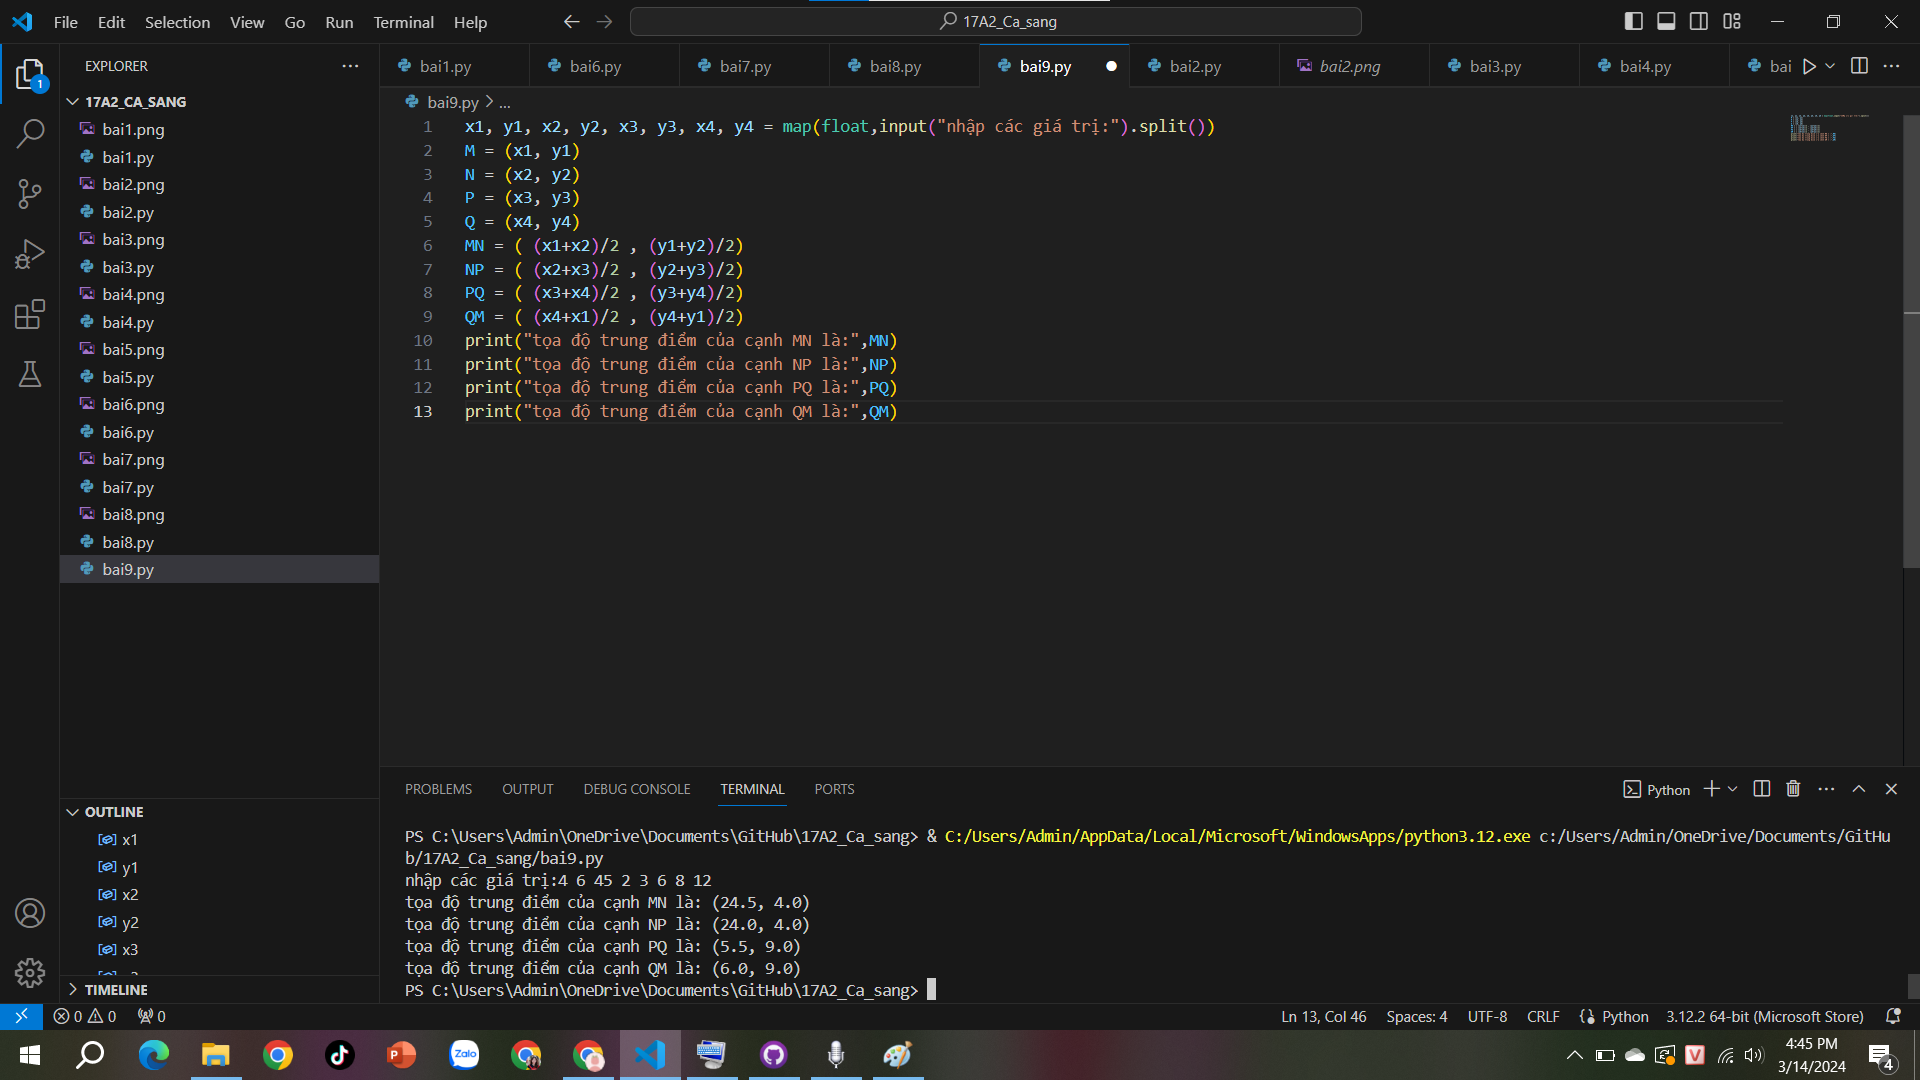 File Edit Selection View Go Run Terminal Help
17A2_Ca_sang
EXPLORER
bai1.py bai6.py bai7.py bai8.py bai9.py bai2.py bai2.png bai3.py bai4.py bai
1
17A2_CA_SANG
bai1.png
bai1.py
bai2.png
bai2.py
bai3.png
bai3.py
bai4.png
bai4.py
bai5.png
bai5.py
bai6.png
bai6.py
bai7.png
bai7.py
bai8.png
bai8.py
bai9.py
OUTLINE
x1
y1
x2
y2
x3
TIMELINE
bai9.py > ...
1 x1, y1, x2, y2, x3, y3, x4, y4 = map(float,input("nhập các giá trị:").split())
2 M = (x1, y1)
3 N = (x2, y2)
4 P = (x3, y3)
5 Q = (x4, y4)
6 MN = ( (x1+x2)/2 , (y1+y2)/2)
7 NP = ( (x2+x3)/2 , (y2+y3)/2)
8 PQ = ( (x3+x4)/2 , (y3+y4)/2)
9 QM = ( (x4+x1)/2 , (y4+y1)/2)
10 print("tọa độ trung điểm của cạnh MN là:",MN)
11 print("tọa độ trung điểm của cạnh NP là:",NP)
12 print("tọa độ trung điểm của cạnh PQ là:",PQ)
13 print("tọa độ trung điểm của cạnh QM là:",QM)
PROBLEMS OUTPUT DEBUG CONSOLE TERMINAL PORTS
Python
PS C:\Users\Admin\OneDrive\Documents\GitHub\17A2_Ca_sang> & C:/Users/Admin/AppData/Local/Microsoft/WindowsApps/python3.12.exe c:/Users/Admin/OneDrive/Documents/GitHu
b/17A2_Ca_sang/bai9.py
nhập các giá trị:4 6 45 2 3 6 8 12
tọa độ trung điểm của cạnh MN là: (24.5, 4.0)
tọa độ trung điểm của cạnh NP là: (24.0, 4.0)
tọa độ trung điểm của cạnh PQ là: (5.5, 9.0)
tọa độ trung điểm của cạnh QM là: (6.0, 9.0)
PS C:\Users\Admin\OneDrive\Documents\GitHub\17A2_Ca_sang>
0 0 0
Ln 13, Col 46 Spaces: 4 UTF-8 CRLF Python 3.12.2 64-bit (Microsoft Store)
Zalo
V
4:45 PM
3/14/2024
4